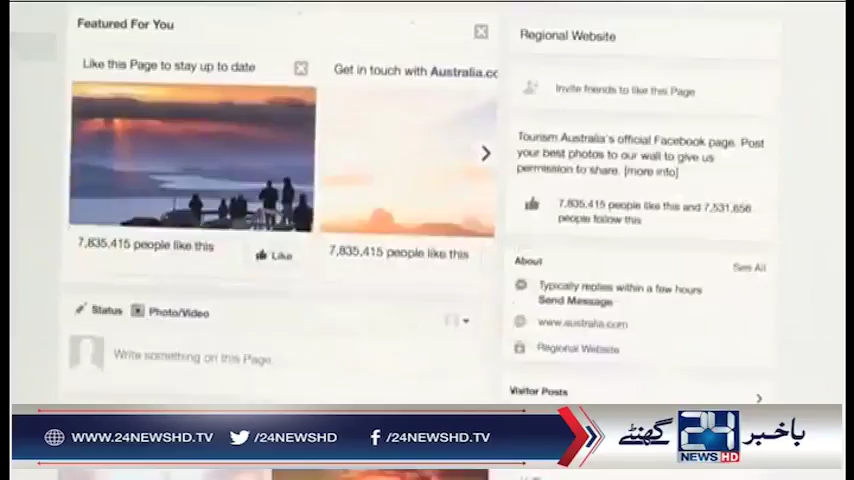 Featured For You
Like this Page to stay up to date
Get in touch with Australia.co
7,835,415 people like this
Like
7,835,415 people like this
Status
Photo/Video
Write something on this Page
Regional Website
Invite friends to like this Page
Tourism Australia's official Facebook page. Post
your best photos to our wall to give us
permission to share. [more info]
7,835,415 people like this and 7,531,656
people follow this
About
See All
Typically replies within a few hours
Send Message
www.australia.com
Regional Website
Visitor Posts
WWW.24NEWSHD.TV /24NEWSHD /24NEWSHD.TV
باخبر 24 گھنٹے
NEWS HD